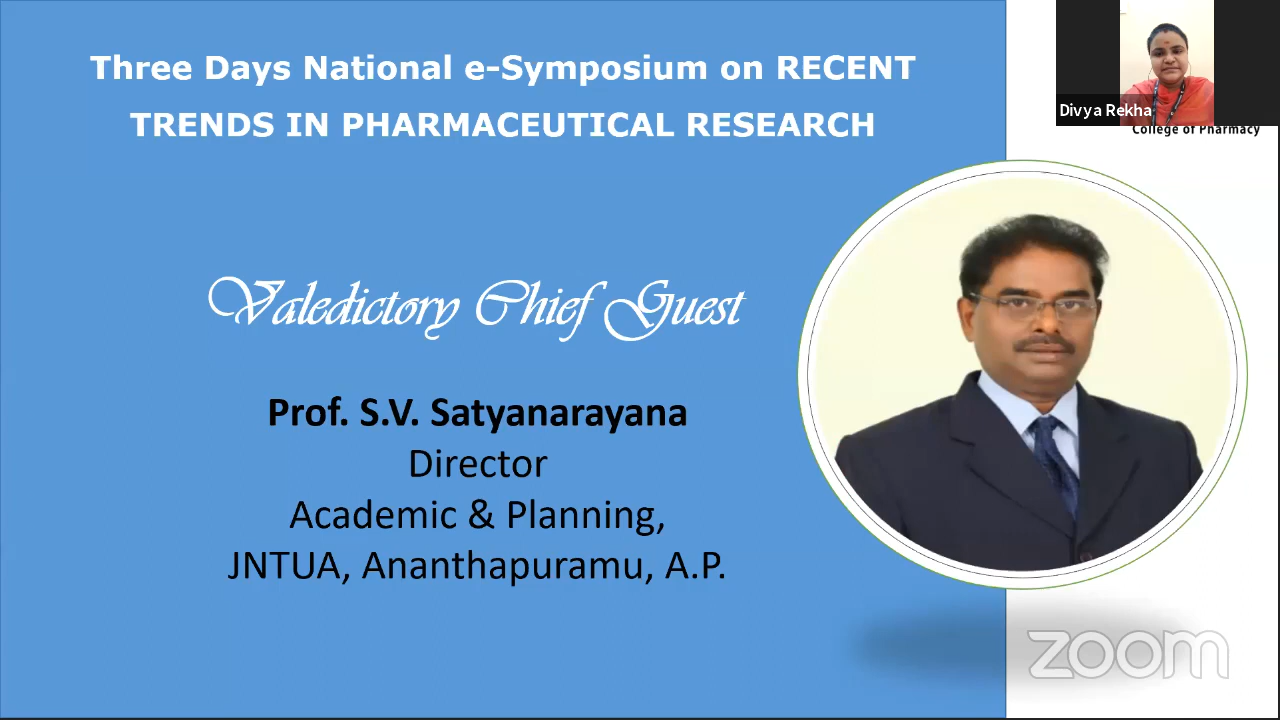 Three Days National e-Symposium on RECENT
TRENDS IN PHARMACEUTICAL RESEARCH
Divya Rekha
College of Pharmacy
Valedictory Chief Guest
Prof. S.V. Satyanarayana
Director
Academic & Planning,
JNTUA, Ananthapuramu, A.P.
zoom